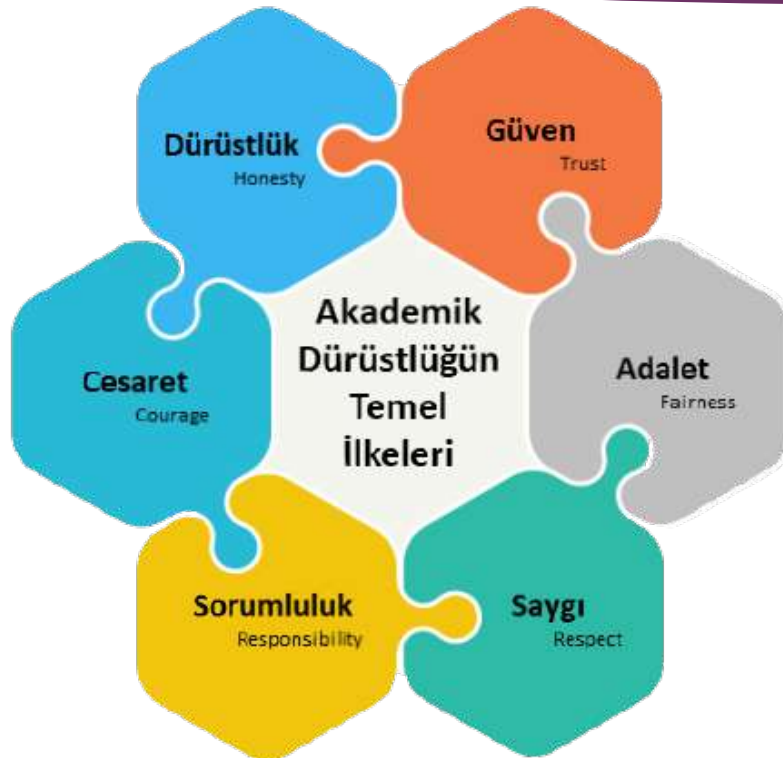 Dürüstlük
Honesty
Güven
Trust
Akademik
Dürüstlüğün
Temel
İlkeleri
Cesaret
Courage
Adalet
Fairness
Sorumluluk
Responsibility
Saygı
Respect